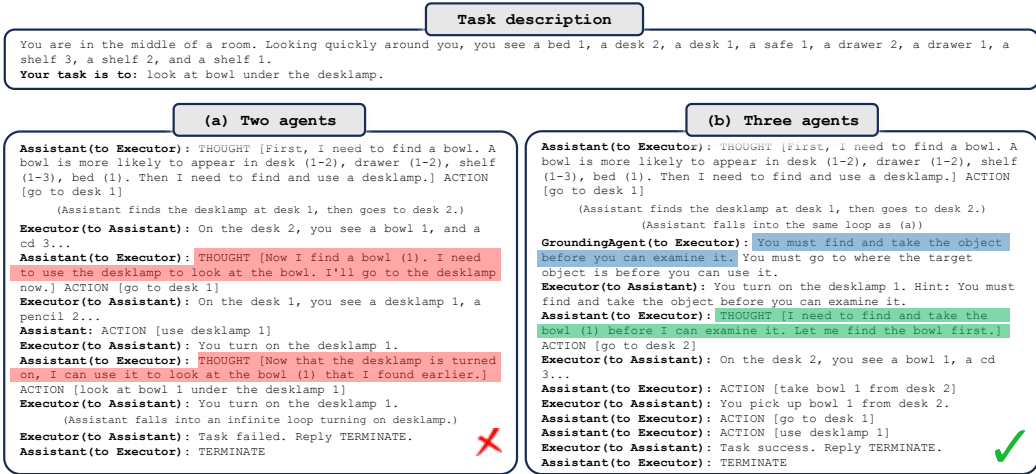 Task description
You are in the middle of a room. Looking quickly around you, you see a bed 1, a desk 2, a desk 1, a safe 1, a drawer 2, a drawer 1, a
shelf 3, a shelf 2, and a shelf 1.
Your task is to: look at bowl under the desklamp.
(a) Two agents
Assistant(to Executor): THOUGHT [First, I need to find a bowl. A
bowl is more likely to appear in desk (1-2), drawer (1-2), shelf
(1-3), bed (1). Then I need to find and use a desklamp.] ACTION
[go to desk 1]
(Assistant finds the desklamp at desk 1, then goes to desk 2.)
Executor(to Assistant): On the desk 2, you see a bowl 1, and a
cd 3...
Assistant(to Executor): THOUGHT [Now I find a bowl (1). I need
to use the desklamp to look at the bowl. I'll go to the desklamp
now.] ACTION [go to desk 1]
Executor(to Assistant): On the desk 1, you see a desklamp 1, a
pencil 2...
Assistant: ACTION [use desklamp 1]
Executor(to Assistant): You turn on the desklamp 1.
Assistant(to Executor): THOUGHT [Now that the desklamp is turned
on, I can use it to look at the bowl (1) that I found earlier.]
ACTION [look at bowl 1 under the desklamp 1]
Executor(to Assistant): You turn on the desklamp 1.
(Assistant falls into an infinite loop turning on desklamp.)
Executor(to Assistant): Task failed. Reply TERMINATE.
Assistant(to Executor): TERMINATE
(b) Three agents
Assistant(to Executor): THOUGHT [First, I need to find a bowl. A
bowl is more likely to appear in desk (1-2), drawer (1-2), shelf
(1-3), bed (1). Then I need to find and use a desklamp.] ACTION
[go to desk 1]
(Assistant finds the desklamp at desk 1, then goes to desk 2.)
(Assistant falls into the same loop as (a))
GroundingAgent(to Executor): You must find and take the object
before you can examine it. You must go to where the target
object is before you can use it.
Executor(to Assistant): You turn on the desklamp 1. Hint: You must
find and take the object before you can examine it.
Assistant(to Executor): THOUGHT [I need to find and take the
bowl (1) before I can examine it. Let me find the bowl first.]
ACTION [go to desk 2]
Executor(to Assistant): On the desk 2, you see a bowl 1, a cd
3...
Assistant(to Executor): ACTION [take bowl 1 from desk 2]
Executor(to Assistant): You pick up bowl 1 from desk 2.
Assistant(to Executor): ACTION [go to desk 1]
Assistant(to Executor): ACTION [use desklamp 1]
Executor(to Assistant): Task success. Reply TERMINATE.
Assistant(to Executor): TERMINATE